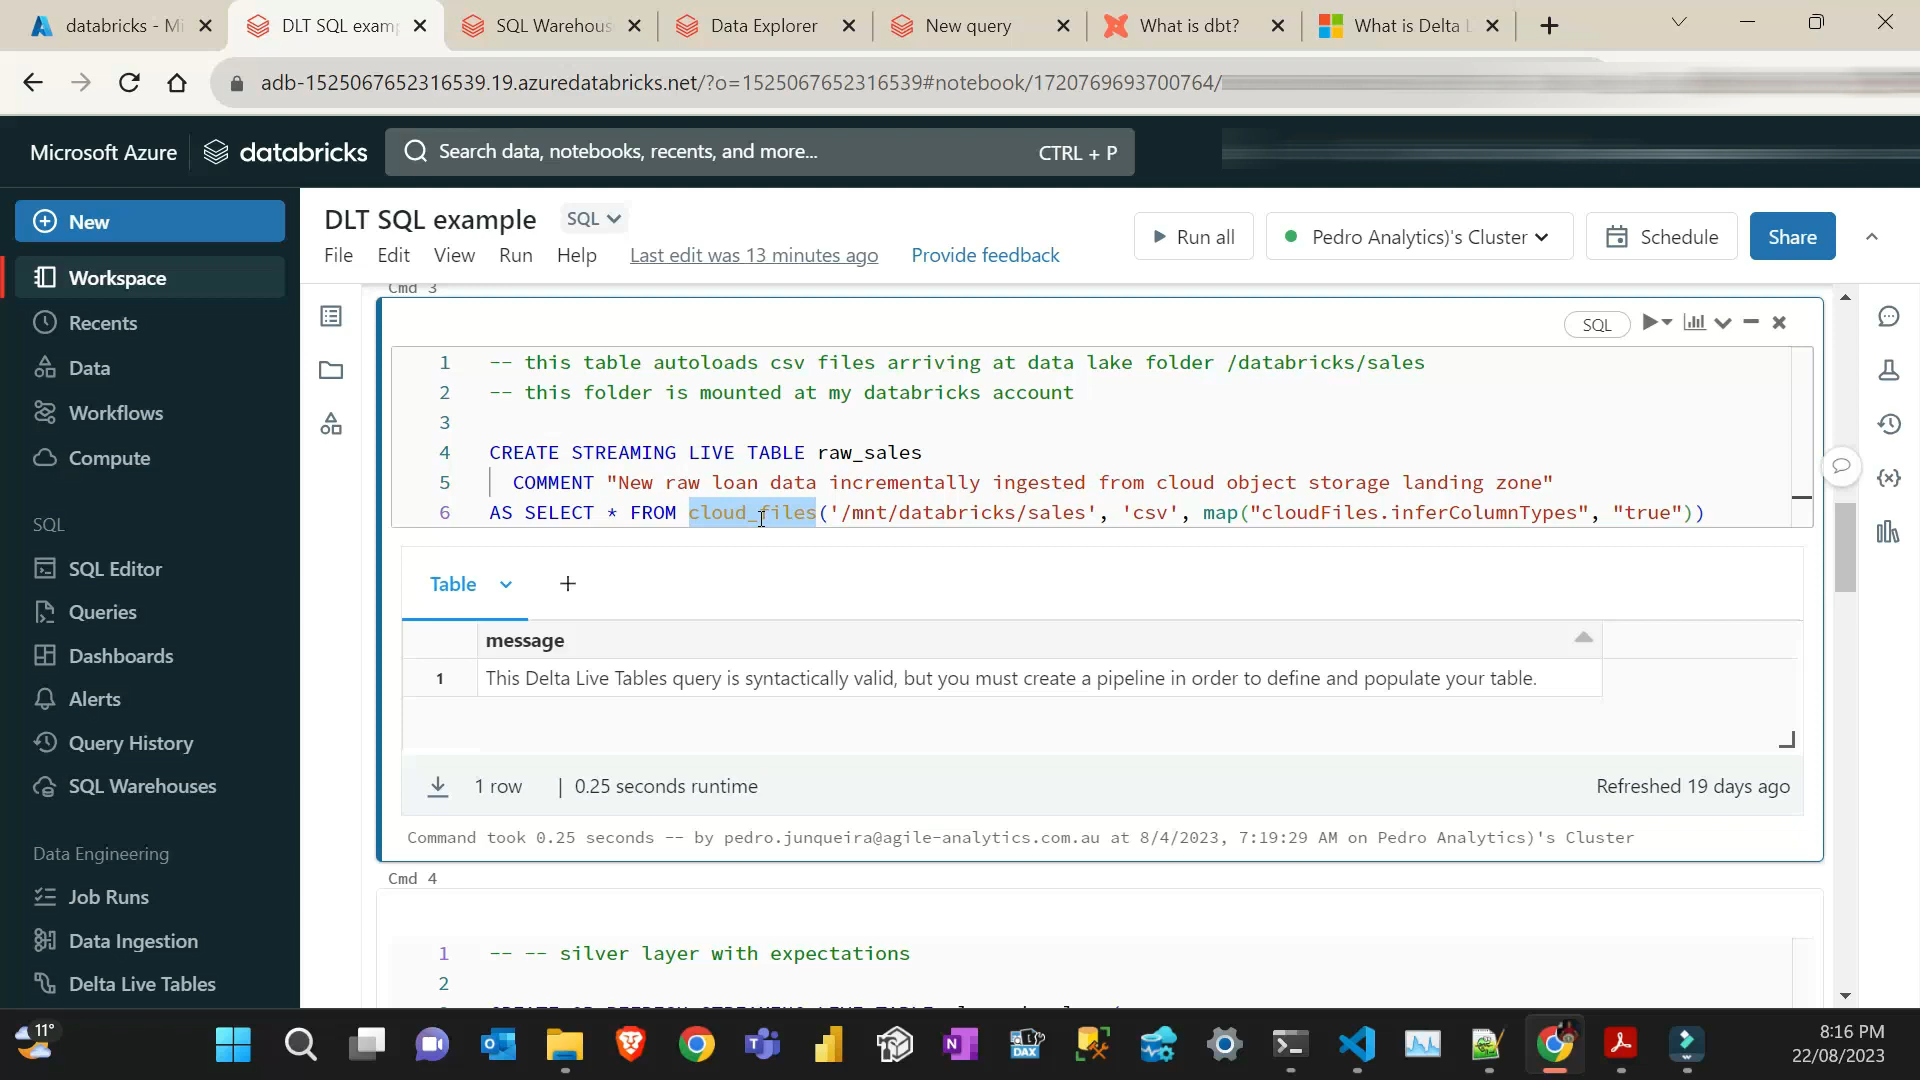 databricks - Mi
DLT SQL examp
SQL Warehous
Data Explorer
New query
What is dbt?
What is Delta L
adb-1525067652316539.19.azuredatabricks.net/?o=1525067652316539#notebook/1720769693700764/
Microsoft Azure
databricks
Search data, notebooks, recents, and more...
CTRL + P
New
Workspace
Recents
Data
Workflows
Compute
SQL
SQL Editor
Queries
Dashboards
Alerts
Query History
SQL Warehouses
Data Engineering
Job Runs
Data Ingestion
Delta Live Tables
DLT SQL example
SQL
File Edit View Run Help Last edit was 13 minutes ago Provide feedback
Run all
Pedro Analytics)'s Cluster
Schedule
Share
Cmd 3
SQL
1 -- this table autoloads csv files arriving at data lake folder /databricks/sales
2 -- this folder is mounted at my databricks account
3
4 CREATE STREAMING LIVE TABLE raw_sales
5 COMMENT "New raw loan data incrementally ingested from cloud object storage landing zone"
6 AS SELECT * FROM cloud_files('/mnt/databricks/sales', 'csv', map("cloudFiles.inferColumnTypes", "true"))
Table
message
1 This Delta Live Tables query is syntactically valid, but you must create a pipeline in order to define and populate your table.
1 row | 0.25 seconds runtime
Refreshed 19 days ago
Command took 0.25 seconds -- by pedro.junqueira@agile-analytics.com.au at 8/4/2023, 7:19:29 AM on Pedro Analytics)'s Cluster
Cmd 4
1 -- -- silver layer with expectations
2
11°
DAX
8:16 PM
22/08/2023